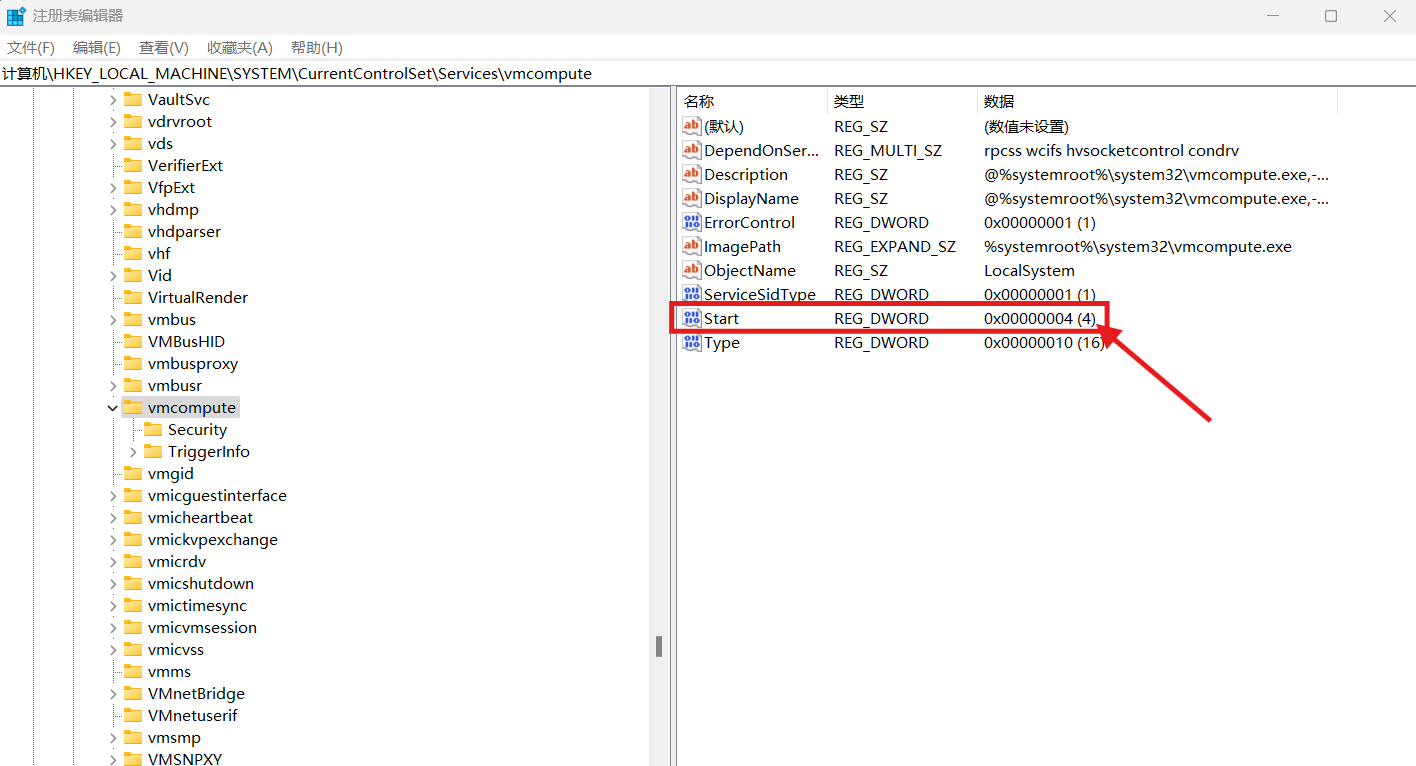 注册表编辑器
文件(F) 编辑(E) 查看(V) 收藏夹(A) 帮助(H)
计算机\HKEY_LOCAL_MACHINE\SYSTEM\CurrentControlSet\Services\vmcompute
VaultSvc
vdrvroot
vds
VerifierExt
VfpExt
vhdmp
vhdparser
vhf
Vid
VirtualRender
vmbus
VMBusHID
vmbusproxy
vmbusr
vmcompute
Security
TriggerInfo
vmgid
vmicguestinterface
vmicheartbeat
vmickvpexchange
vmicrdv
vmicshutdown
vmictimesync
vmicvmsession
vmicvss
vmms
VMnetBridge
VMnetuserif
vmsmp
VMSNPXY
名称 类型 数据
(默认) REG_SZ (数值未设置)
DependOnSer... REG_MULTI_SZ rpcss wcifs hvsocketcontrol condrv
Description REG_SZ @%systemroot%\system32\vmcompute.exe,-...
DisplayName REG_SZ @%systemroot%\system32\vmcompute.exe,-...
ErrorControl REG_DWORD 0x00000001 (1)
ImagePath REG_EXPAND_SZ %systemroot%\system32\vmcompute.exe
ObjectName REG_SZ LocalSystem
ServiceSidType REG_DWORD 0x00000001 (1)
Start REG_DWORD 0x00000004 (4)
Type REG_DWORD 0x00000010 (16)